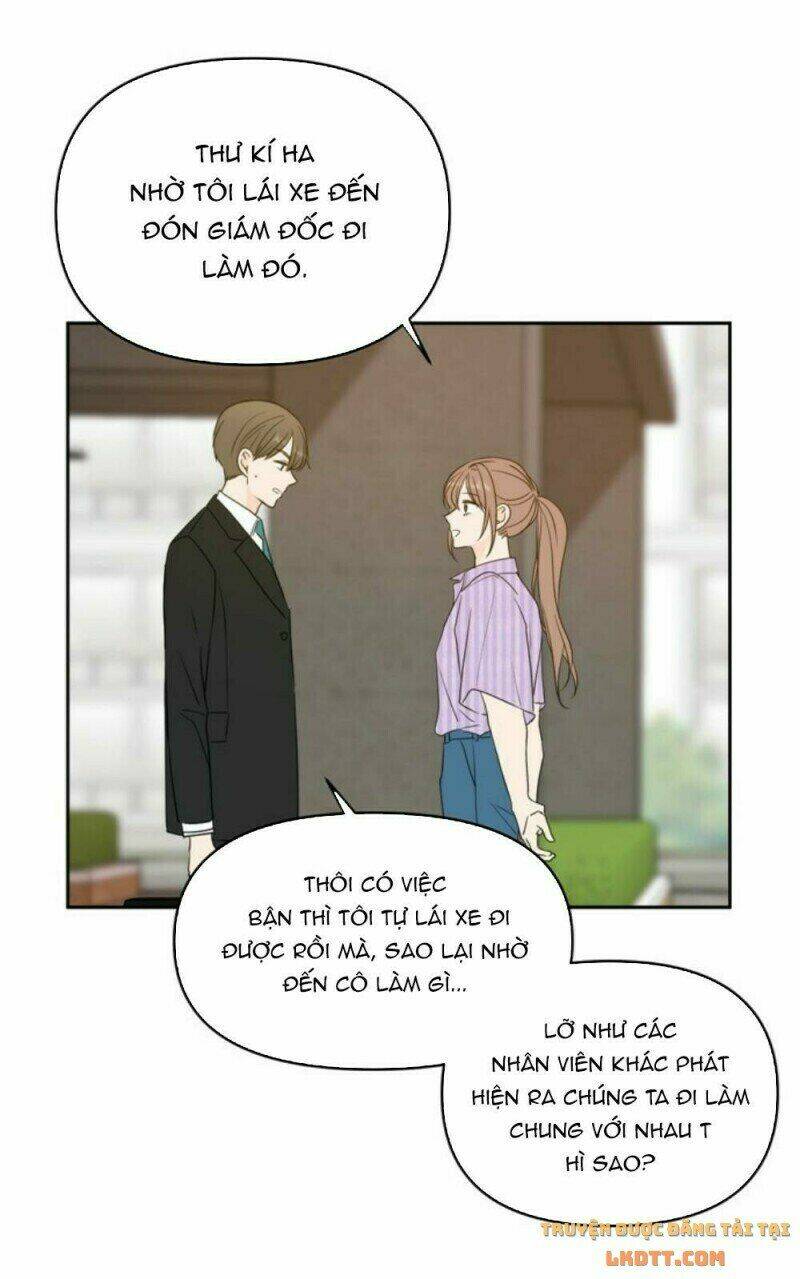 THƯ KÍ HA
NHỜ TÔI LÁI XE ĐẾN
ĐÓN GIÁM ĐỐC ĐI
LÀM ĐÓ.
THÔI CÓ VIỆC
BẬN THÌ TÔI TỰ LÁI XE ĐI
ĐƯỢC RỒI MÀ, SAO LẠI NHỜ
ĐẾN CÔ LÀM GÌ...
LỠ NHƯ CÁC
NHÂN VIÊN KHÁC PHÁT
HIỆN RA CHÚNG TA ĐI LÀM
CHUNG VỚI NHAU T
HÌ SAO?
TRUYỆN ĐƯỢC ĐĂNG TẢI TẠI
LKDTT.COM